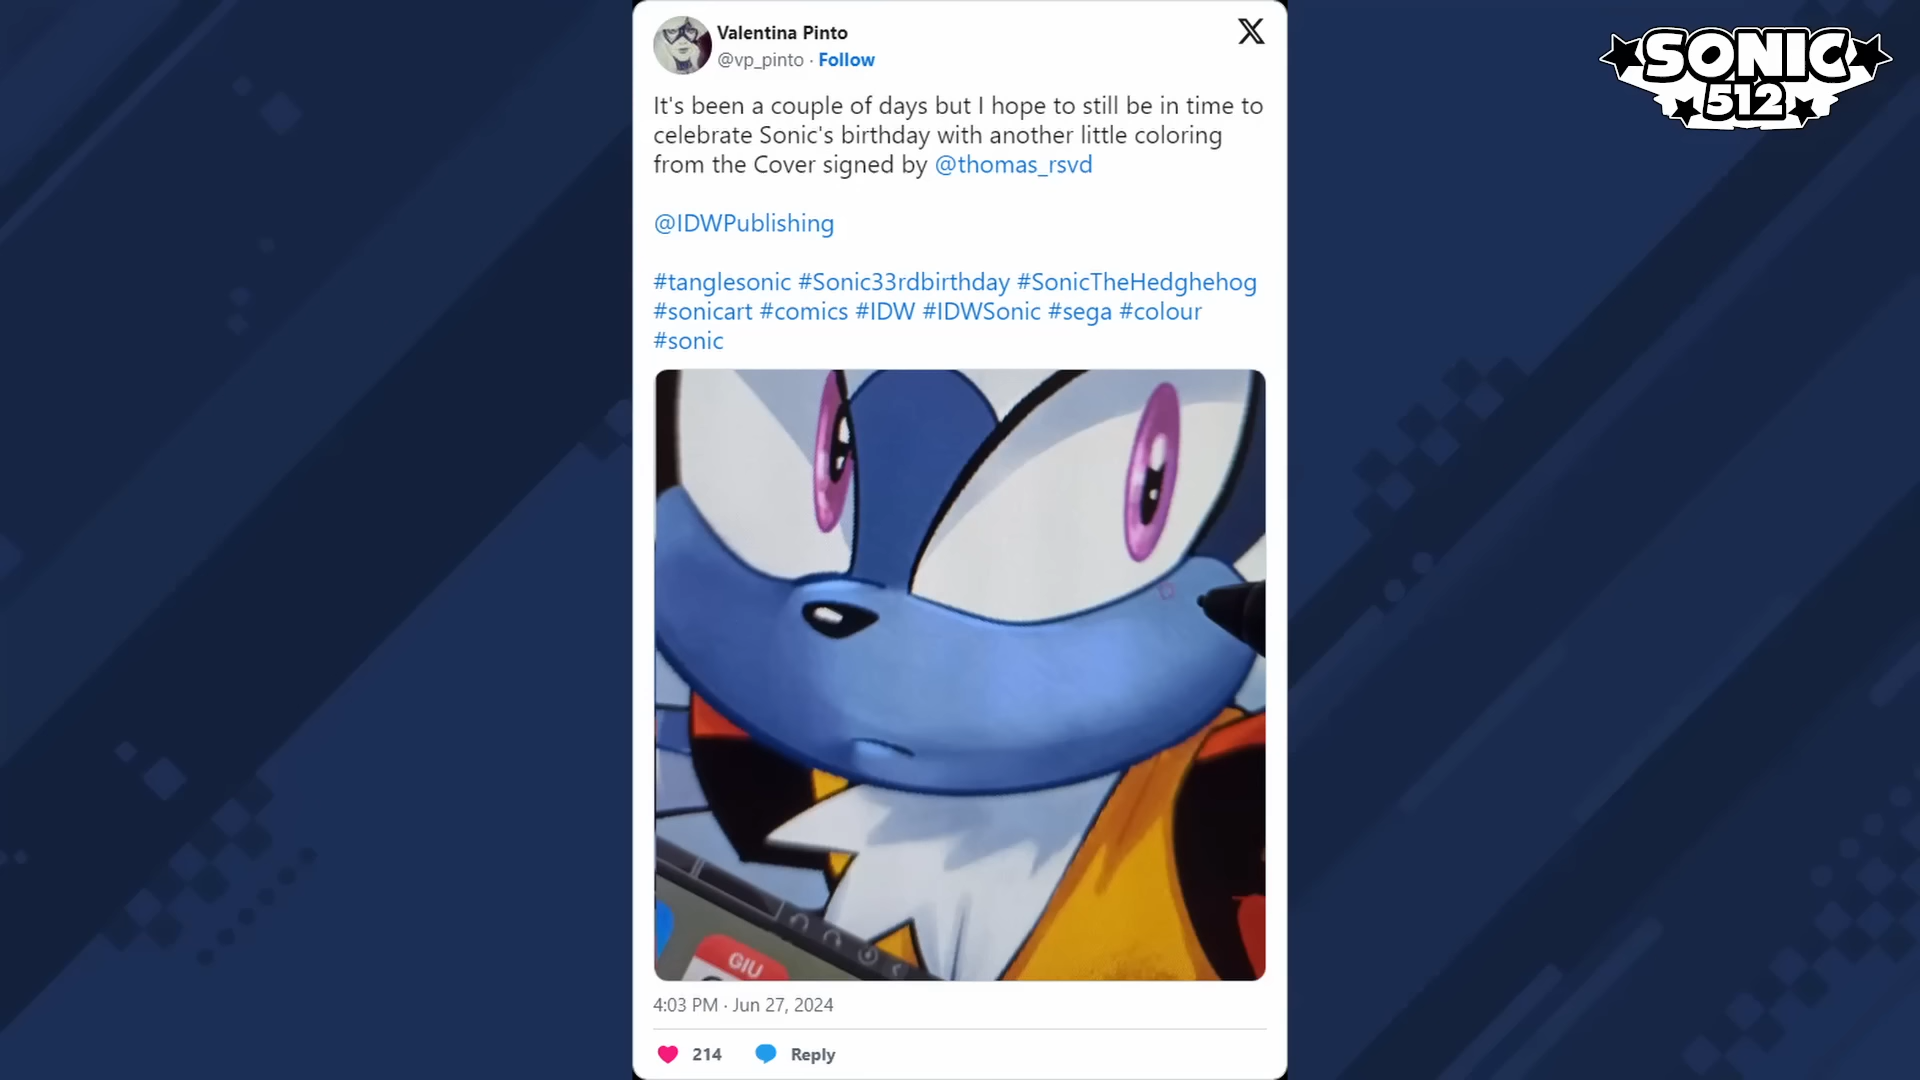 Valentina Pinto
@vp_pinto · Follow
It's been a couple of days but I hope to still be in time to
celebrate Sonic's birthday with another little coloring
from the Cover signed by @thomas_rsvd
@IDWPublishing
#tanglesonic #Sonic33rdbirthday #SonicTheHedghehog
#sonicart #comics #IDW #IDWSonic #sega #colour
#sonic
GIU
4:03 PM · Jun 27, 2024
214 Reply
SONIC
512